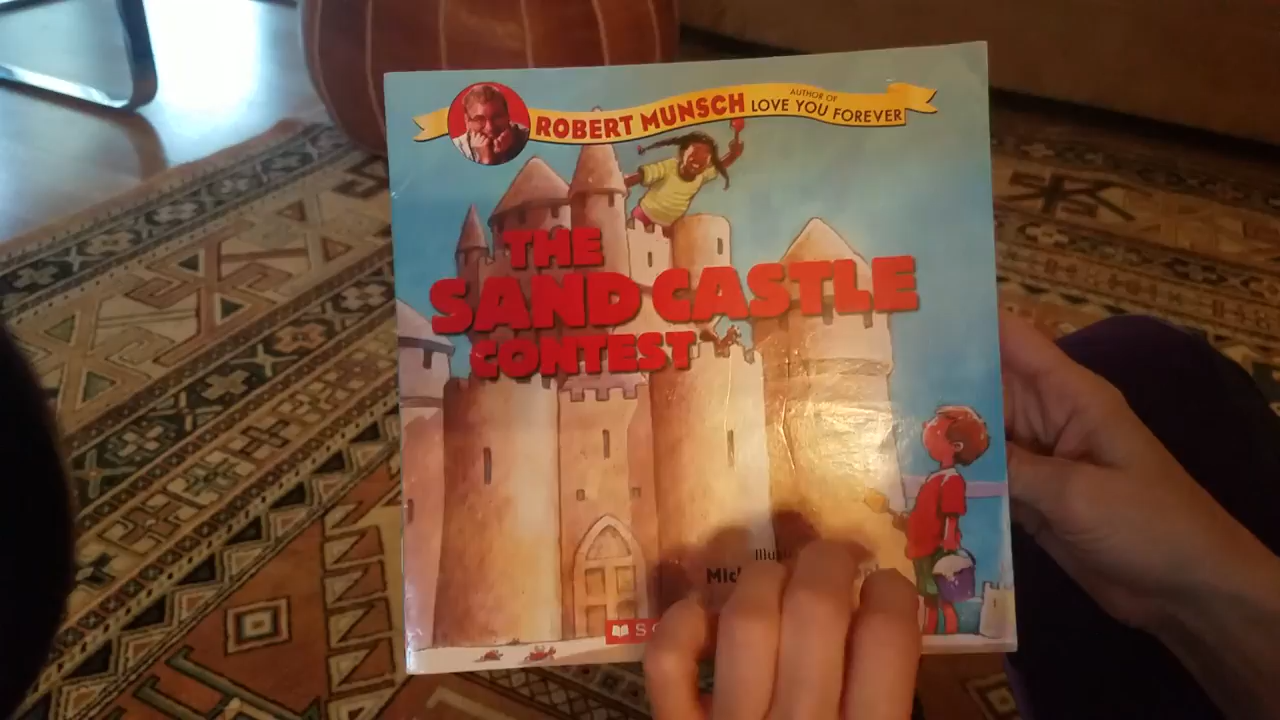 ROBERT MUNSCH
AUTHOR OF
LOVE YOU FOREVER
THE
SAND CASTLE
CONTEST